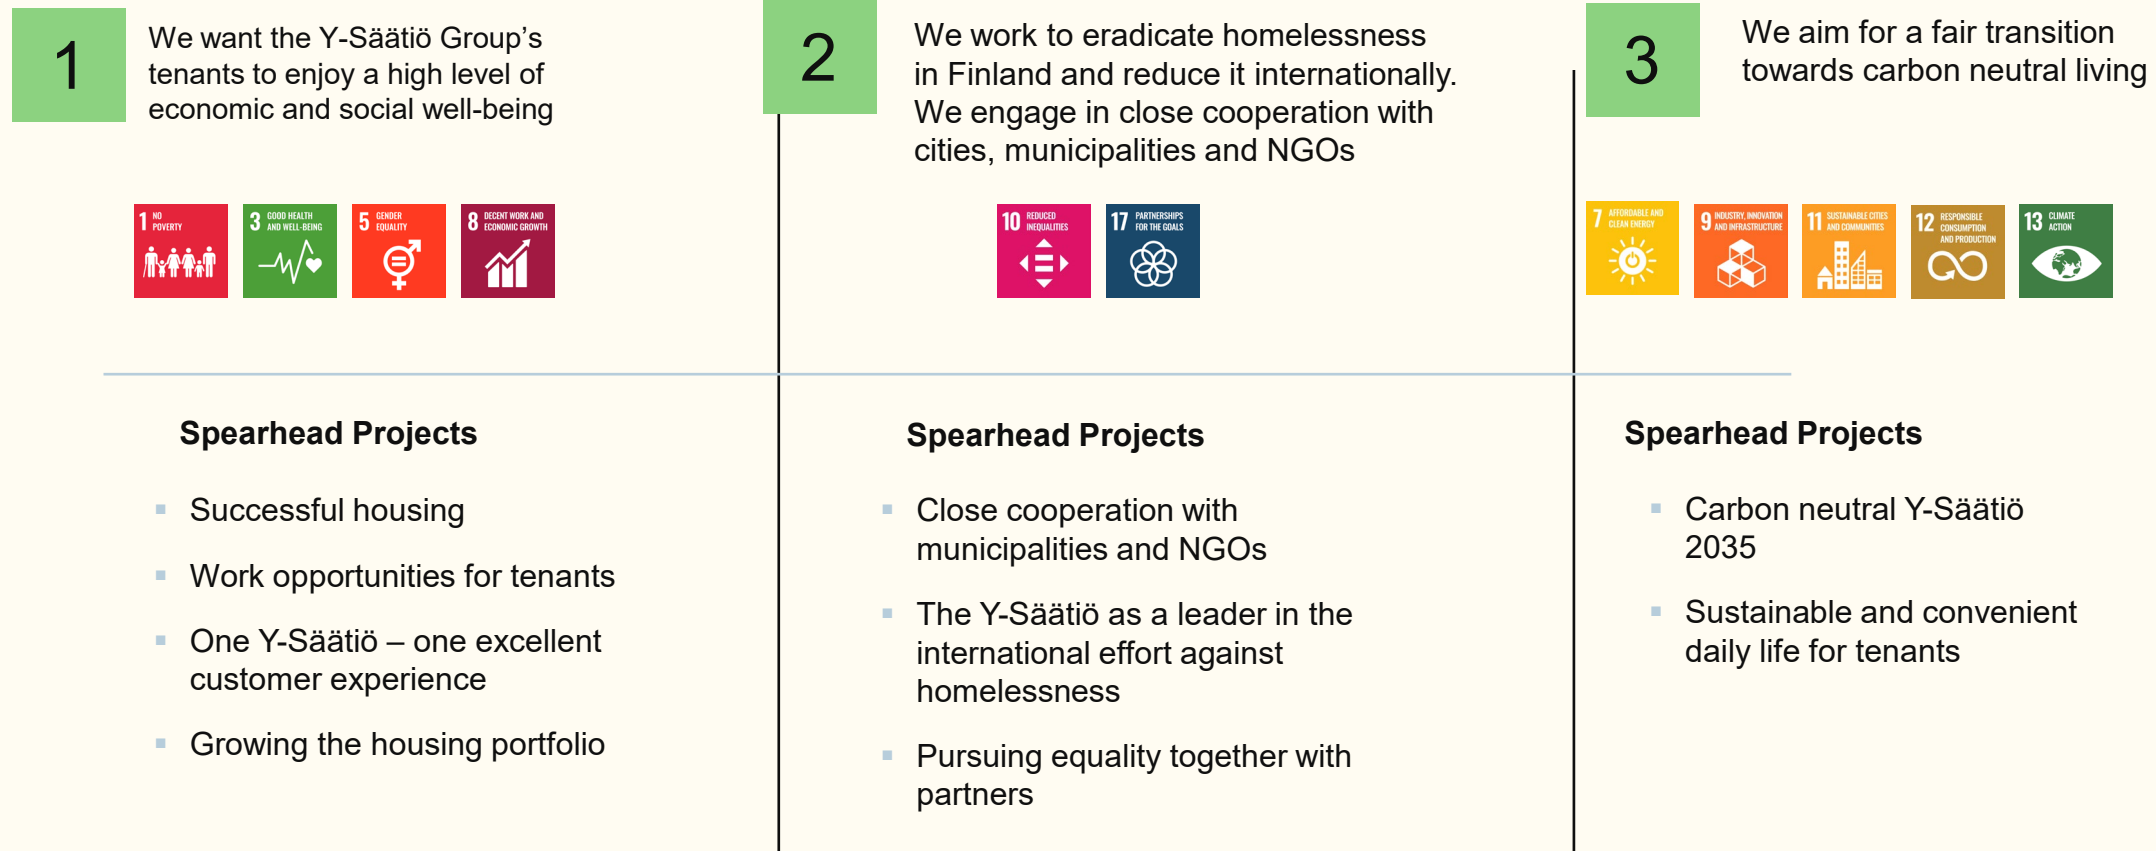 1
We want the Y-Säätiö Group’s
tenants to enjoy a high level of
economic and social well-being
1 NO
POVERTY
3 GOOD HEALTH
AND WELL-BEING
5 GENDER
EQUALITY
8 DECENT WORK AND
ECONOMIC GROWTH
Spearhead Projects
Successful housing
Work opportunities for tenants
One Y-Säätiö – one excellent
customer experience
Growing the housing portfolio
2
We work to eradicate homelessness
in Finland and reduce it internationally.
We engage in close cooperation with
cities, municipalities and NGOs
10 REDUCED
INEQUALITIES
17 PARTNERSHIPS
FOR THE GOALS
Spearhead Projects
Close cooperation with
municipalities and NGOs
The Y-Säätiö as a leader in the
international effort against
homelessness
Pursuing equality together with
partners
3
We aim for a fair transition
towards carbon neutral living
7 AFFORDABLE AND
CLEAN ENERGY
9 INDUSTRY, INNOVATION
AND INFRASTRUCTURE
11 SUSTAINABLE CITIES
AND COMMUNITIES
12 RESPONSIBLE
CONSUMPTION
AND PRODUCTION
13 CLIMATE
ACTION
Spearhead Projects
Carbon neutral Y-Säätiö
2035
Sustainable and convenient
daily life for tenants